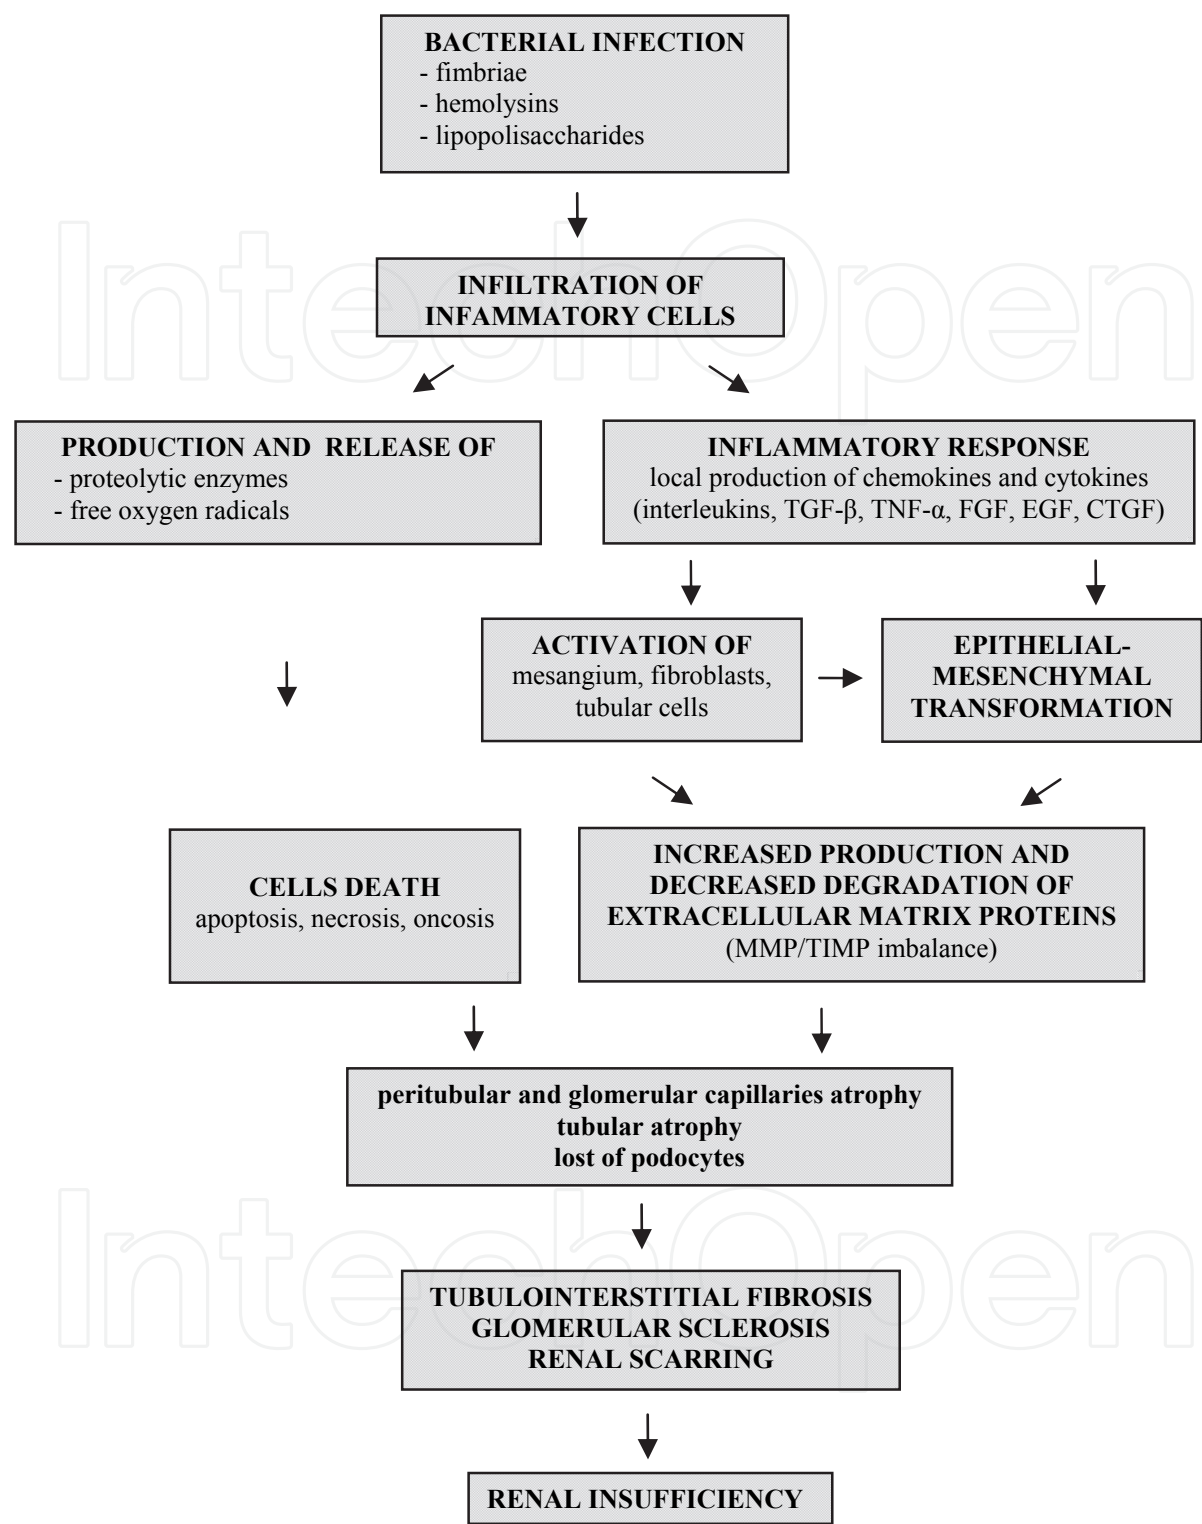 BACTERIAL INFECTION
- fimbriae
- hemolysins
- lipopolisaccharides
INFILTRATION OF
INFAMMATORY CELLS
PRODUCTION AND RELEASE OF
- proteolytic enzymes
- free oxygen radicals
INFLAMMATORY RESPONSE
local production of chemokines and cytokines
(interleukins, TGF-β, TNF-α, FGF, EGF, CTGF)
ACTIVATION OF
mesangium, fibroblasts,
tubular cells
EPITHELIAL-
MESENCHYMAL
TRANSFORMATION
CELLS DEATH
apoptosis, necrosis, oncosis
INCREASED PRODUCTION AND
DECREASED DEGRADATION OF
EXTRACELLULAR MATRIX PROTEINS
(MMP/TIMP imbalance)
peritubular and glomerular capillaries atrophy
tubular atrophy
lost of podocytes
TUBULOINTERSTITIAL FIBROSIS
GLOMERULAR SCLEROSIS
RENAL SCARRING
RENAL INSUFFICIENCY
IntechOpen
IntechOpen